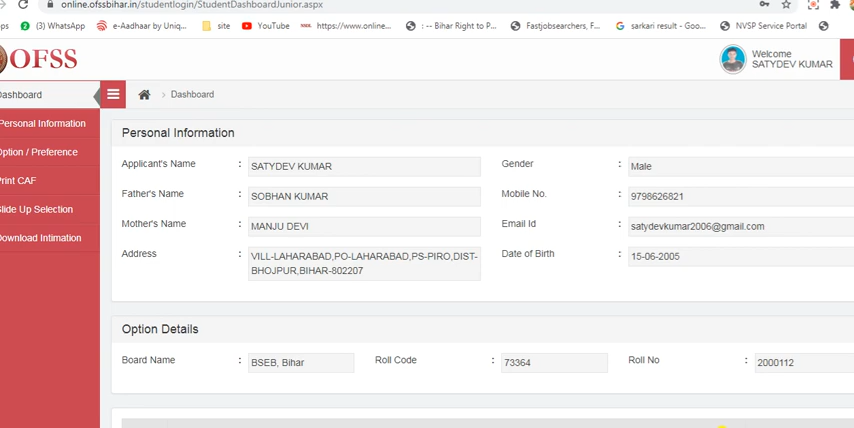 online.ofssbihar.in/studentlogin/StudentDashboardJunior.aspx
(3) WhatsApp e-Aadhaar by Uniq... site YouTube https://www.online... : -- Bihar Right to P... Fastjobsearchers, F... sarkari result - Goo... NVSP Service Portal
OFSS
Welcome
SATYDEV KUMAR
Dashboard
Dashboard
Personal Information
Option / Preference
Print CAF
Slide Up Selection
Download Intimation
Personal Information
Applicant's Name : SATYDEV KUMAR Gender : Male
Father's Name : SOBHAN KUMAR Mobile No. : 9798626821
Mother's Name : MANJU DEVI Email Id : satydevkumar2006@gmail.com
Address : VILL-LAHARABAD,PO-LAHARABAD,PS-PIRO,DIST- Date of Birth : 15-06-2005
BHOJPUR,BIHAR-802207
Option Details
Board Name : BSEB, Bihar Roll Code : 73364 Roll No : 2000112